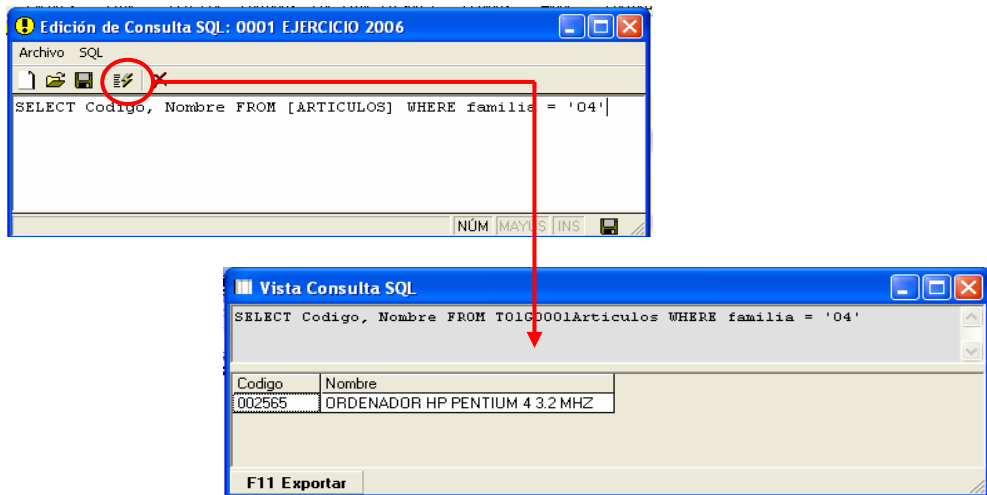 Edición de Consulta SQL: 0001 EJERCICIO 2006
Archivo SQL
SELECT Codigo, Nombre FROM [ARTICULOS] WHERE familia = '04'
NÚM MAYÚS INS
Vista Consulta SQL
SELECT Codigo, Nombre FROM T01G0001Articulos WHERE familia = '04'
Codigo Nombre
002565 ORDENADOR HP PENTIUM 4 3.2 MHZ
F11 Exportar